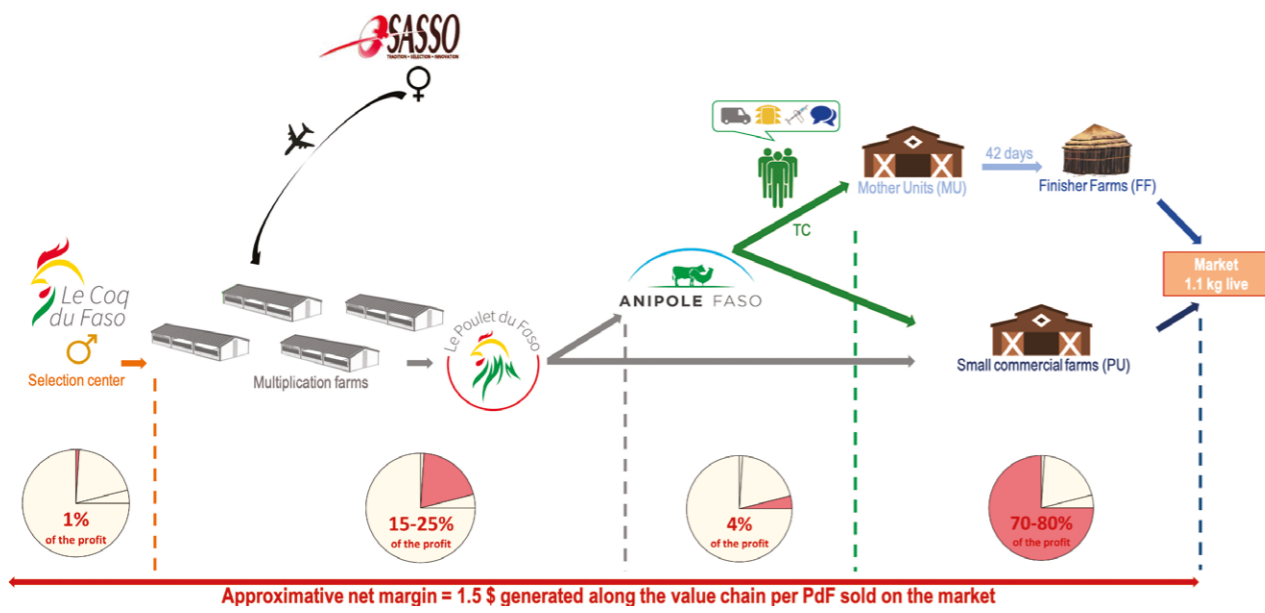 SASSO
TRADITION • SELECTION • INNOVATION
42 days
Mother Units (MU)
Finisher Farms (FF)
TC
Market
1.1 kg live
Le Coq
du Faso
ANIPOLE FASO
Le Poulet du Faso
Selection center
Multiplication farms
Small commercial farms (PU)
1%
of the profit
15-25%
of the profit
4%
of the profit
70-80%
of the profit
Approximative net margin = 1.5 $ generated along the value chain per PdF sold on the market